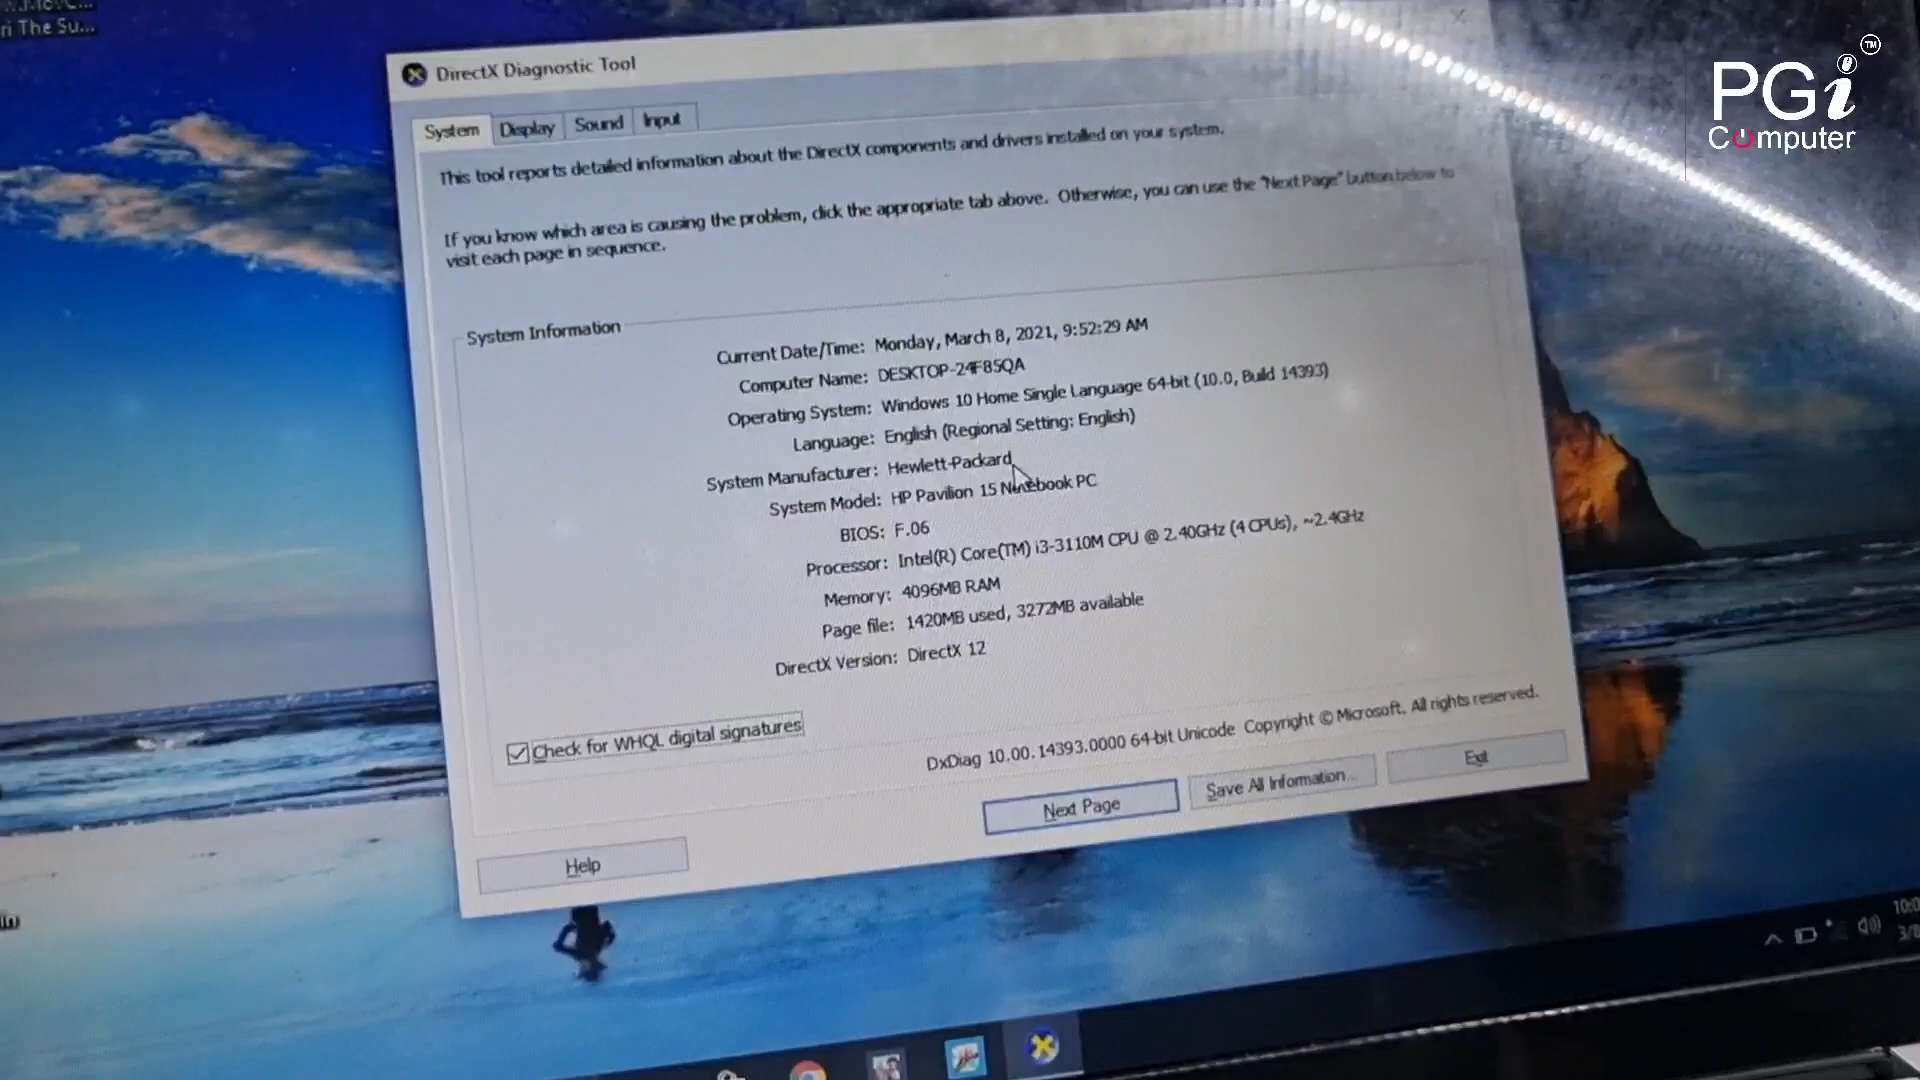 ri The Su...
DirectX Diagnostic Tool
PGi
TM
Computer
System Display Sound Input
This tool reports detailed information about the DirectX components and drivers installed on your system.
If you know which area is causing the problem, click the appropriate tab above. Otherwise, you can use the "Next Page" button below to
visit each page in sequence.
System Information
Current Date/Time: Monday, March 8, 2021, 9:52:29 AM
Computer Name: DESKTOP-24F85QA
Operating System: Windows 10 Home Single Language 64-bit (10.0, Build 14393)
Language: English (Regional Setting: English)
System Manufacturer: Hewlett-Packard
System Model: HP Pavilion 15 Notebook PC
BIOS: F.06
Processor: Intel(R) Core(TM) i3-3110M CPU @ 2.40GHz (4 CPUs), ~2.4GHz
Memory: 4096MB RAM
Page file: 1420MB used, 3272MB available
DirectX Version: DirectX 12
Check for WHQL digital signatures
DxDiag 10.00.14393.0000 64-bit Unicode Copyright © Microsoft. All rights reserved.
Help
Next Page
Save All Information...
Exit
10:0
3/8